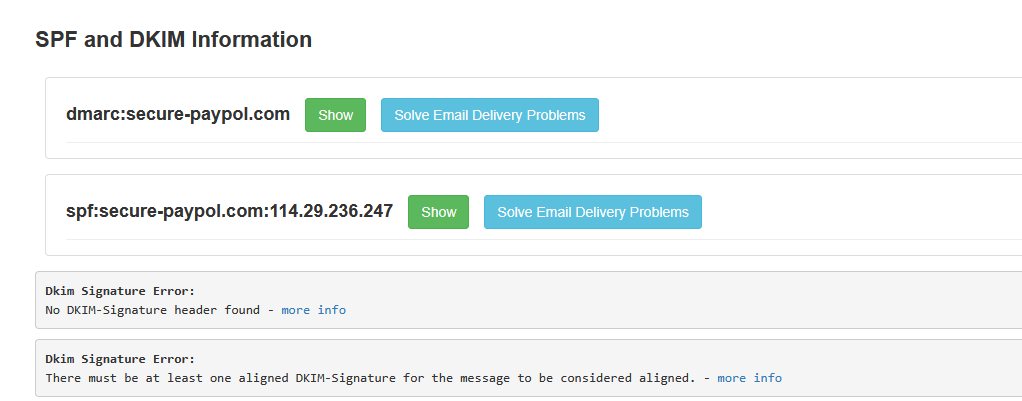 SPF and DKIM Information
dmarc:secure-paypol.com Show Solve Email Delivery Problems
spf:secure-paypol.com:114.29.236.247 Show Solve Email Delivery Problems
Dkim Signature Error:
No DKIM-Signature header found - more info
Dkim Signature Error:
There must be at least one aligned DKIM-Signature for the message to be considered aligned. - more info